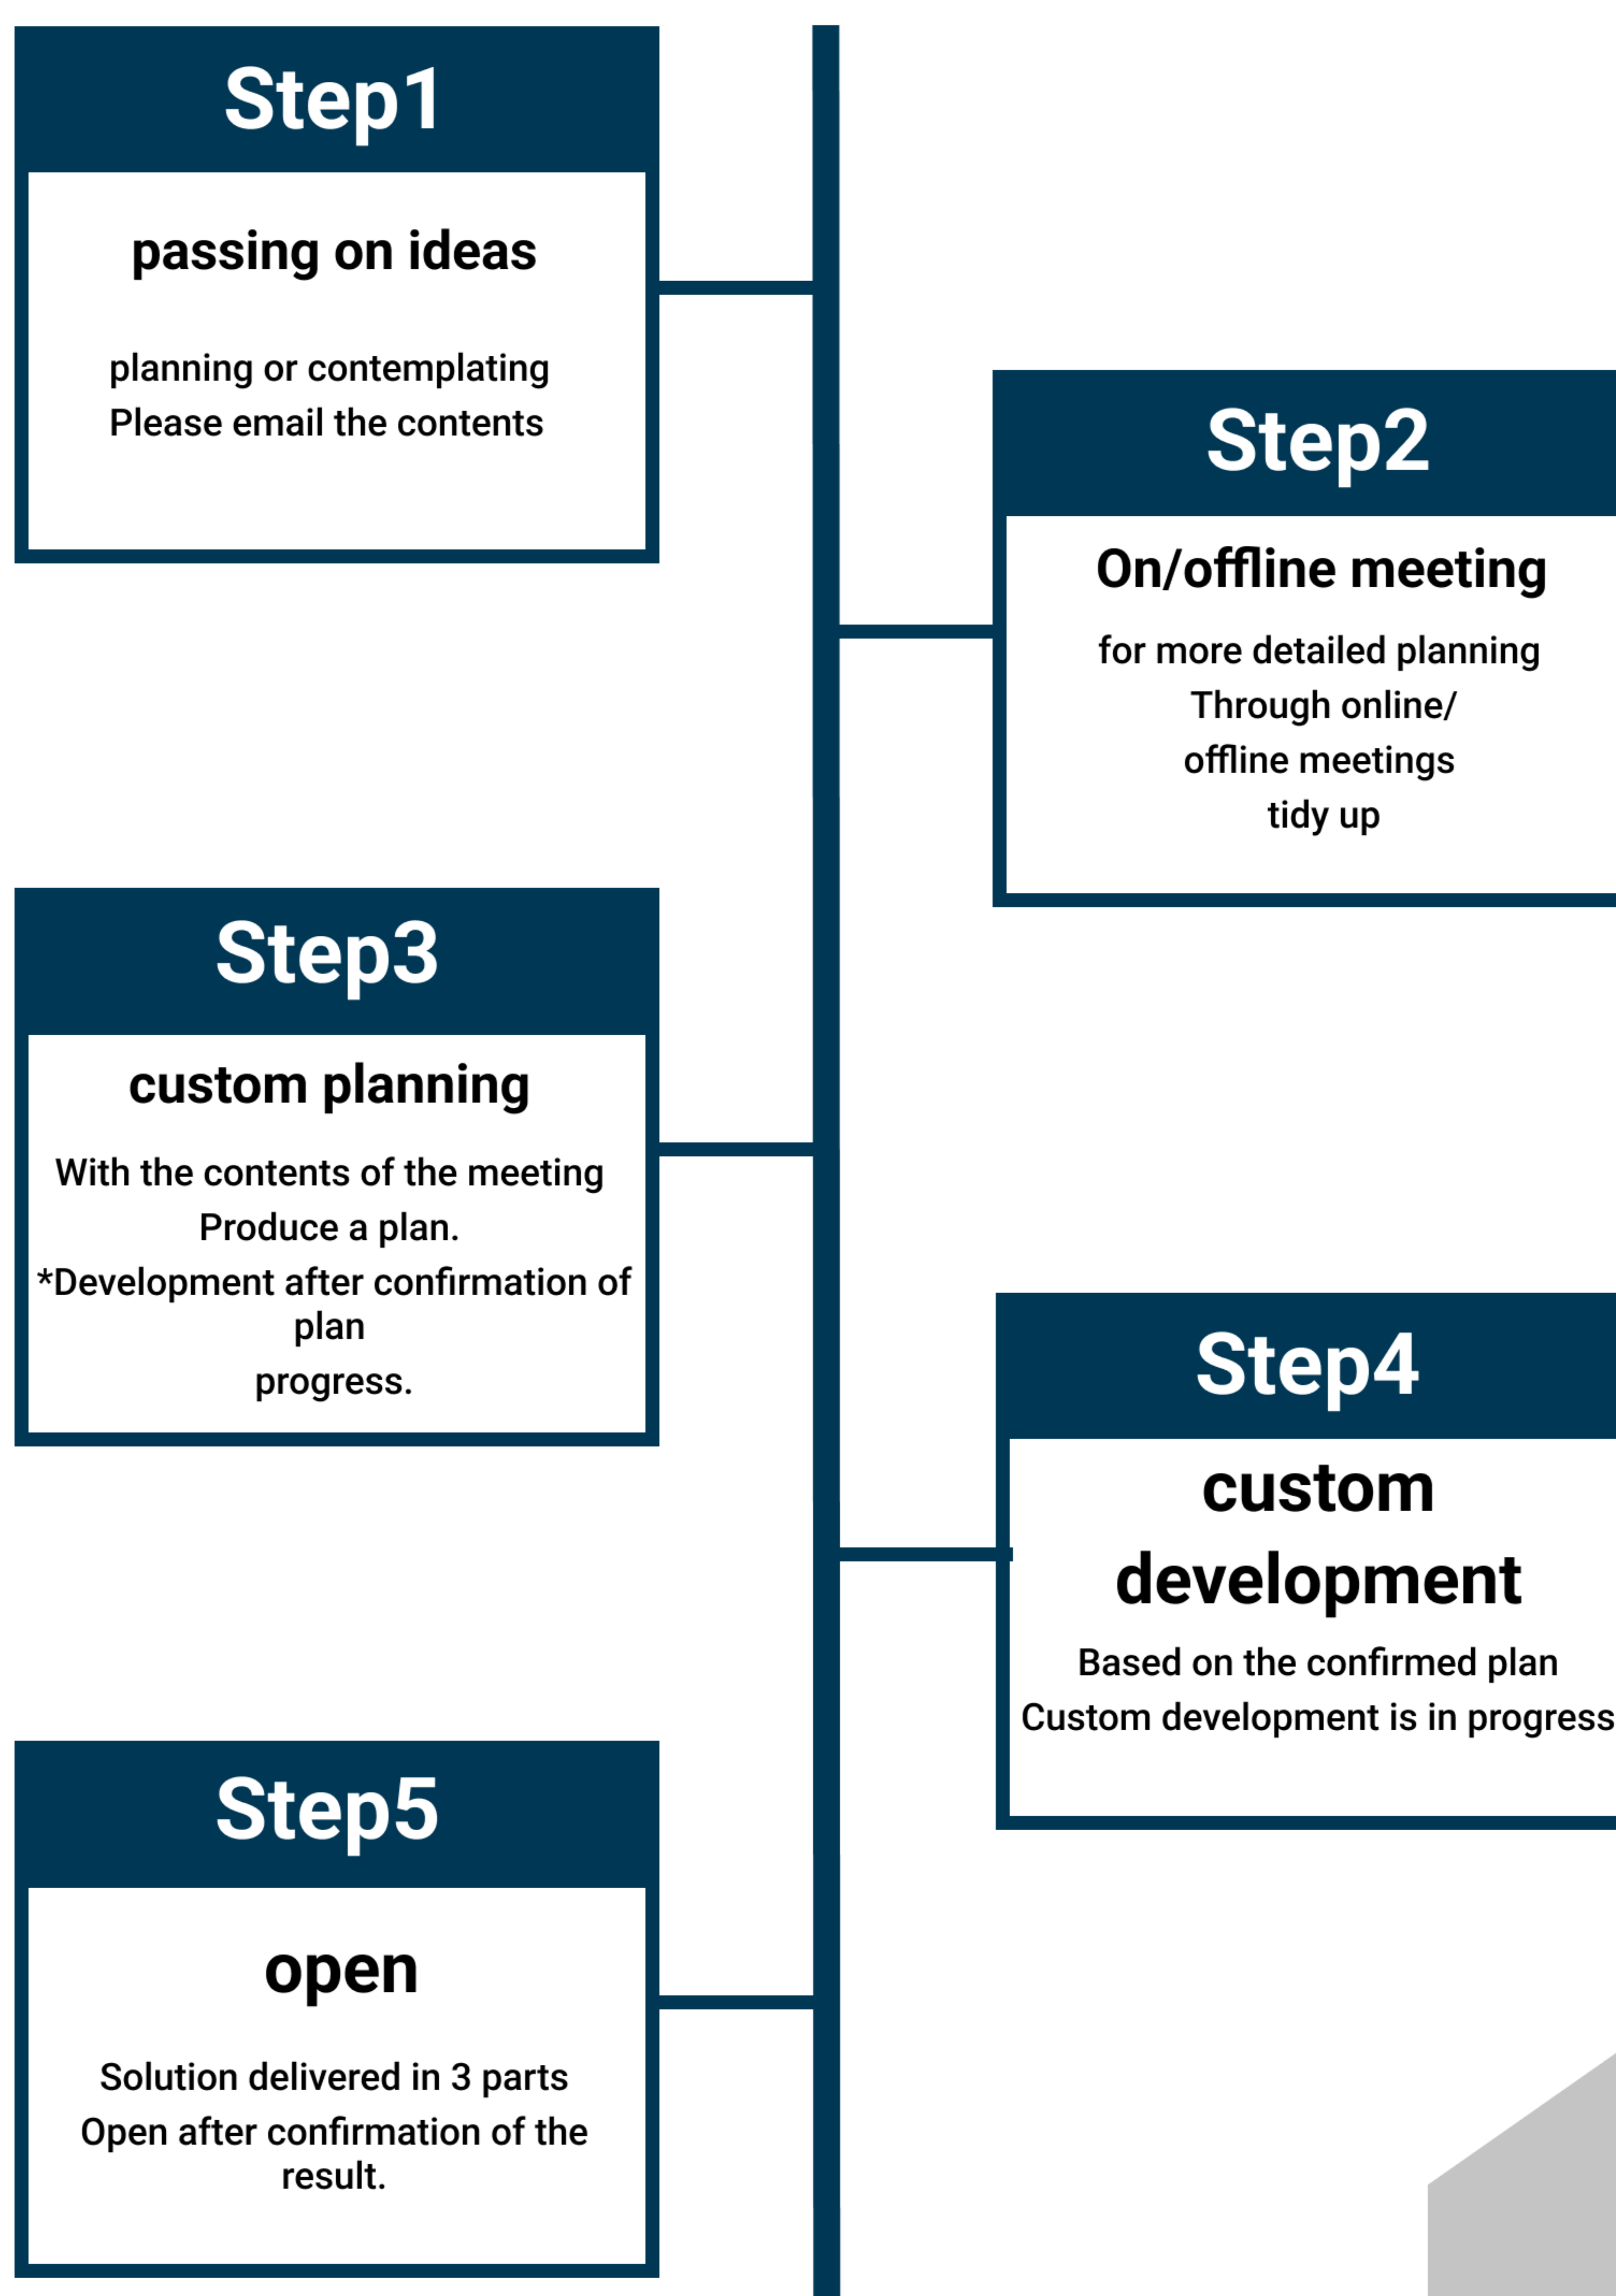 Step1
passing on ideas
planning or contemplating
Please email the contents
Step2
On/offline meeting
for more detailed planning
Through online/
offline meetings
tidy up
Step3
custom planning
With the contents of the meeting
Produce a plan.
*Development after confirmation of
plan
progress.
Step4
custom
development
Based on the confirmed plan
Custom development is in progress
Step5
open
Solution delivered in 3 parts
Open after confirmation of the
result.